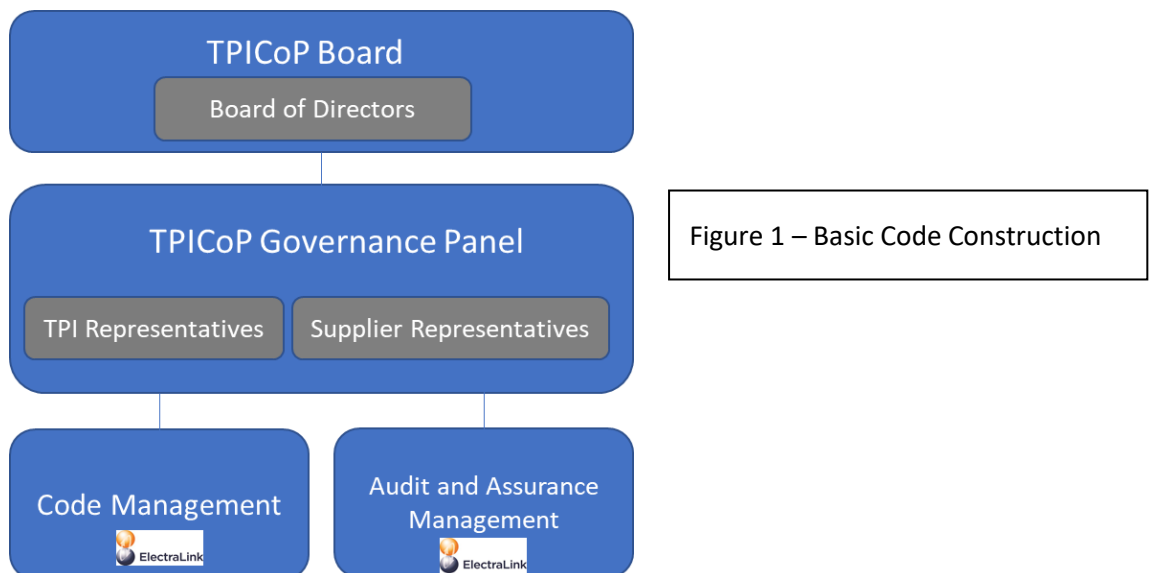 TPICoP Board
Board of Directors
TPICoP Governance Panel
Figure 1 – Basic Code Construction
TPI Representatives
Supplier Representatives
Code Management
ElectraLink
Audit and Assurance
Management
ElectraLink